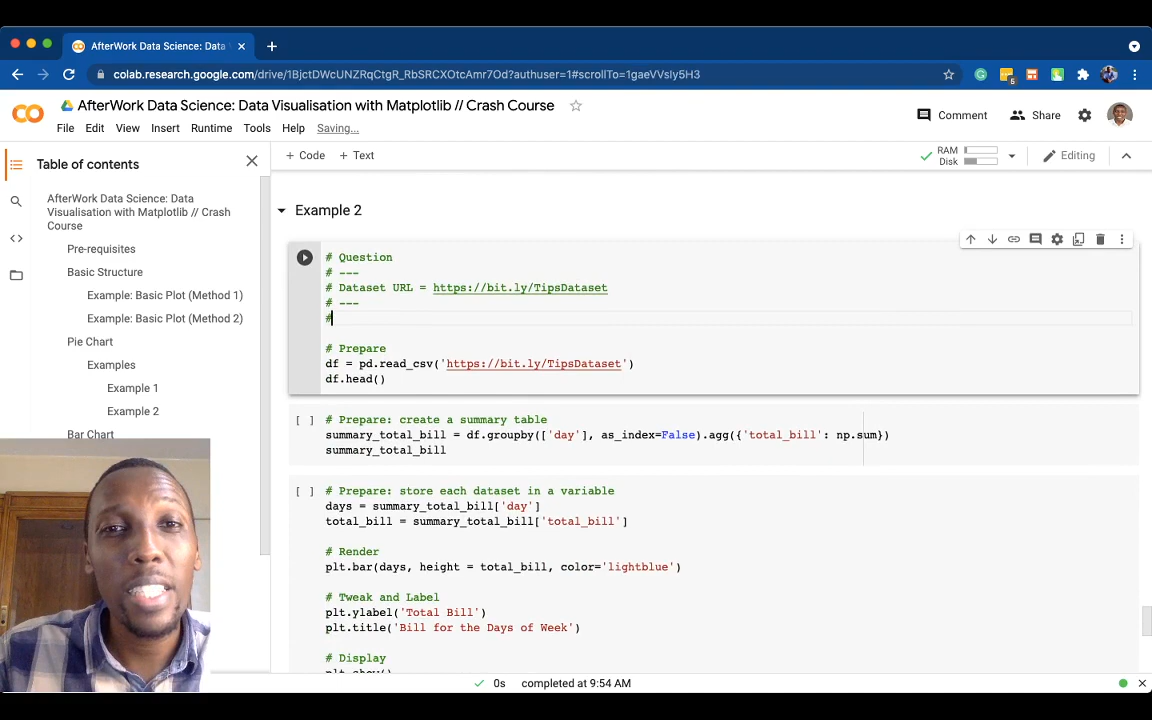 AfterWork Data Science: Data
colab.research.google.com/drive/1BjctDWcUNZRqCtgR_RbSRCXOtcAmr7Od?authuser=1#scrollTo=1gaeVVsIy5H3
6
AfterWork Data Science: Data Visualisation with Matplotlib // Crash Course
File Edit View Insert Runtime Tools Help Saving...
Comment Share
+ Code + Text
RAM
Disk
Editing
Table of contents
AfterWork Data Science: Data
Visualisation with Matplotlib // Crash
Course
Pre-requisites
Basic Structure
Example: Basic Plot (Method 1)
Example: Basic Plot (Method 2)
Pie Chart
Examples
Example 1
Example 2
Bar Chart
Example 2
# Question
# ---
# Dataset URL = https://bit.ly/TipsDataset
# ---
#
# Prepare
df = pd.read_csv('https://bit.ly/TipsDataset')
df.head()
[ ] # Prepare: create a summary table
summary_total_bill = df.groupby(['day'], as_index=False).agg({'total_bill': np.sum})
summary_total_bill
[ ] # Prepare: store each dataset in a variable
days = summary_total_bill['day']
total_bill = summary_total_bill['total_bill']
# Render
plt.bar(days, height = total_bill, color='lightblue')
# Tweak and Label
plt.ylabel('Total Bill')
plt.title('Bill for the Days of Week')
# Display
plt.show()
0s completed at 9:54 AM